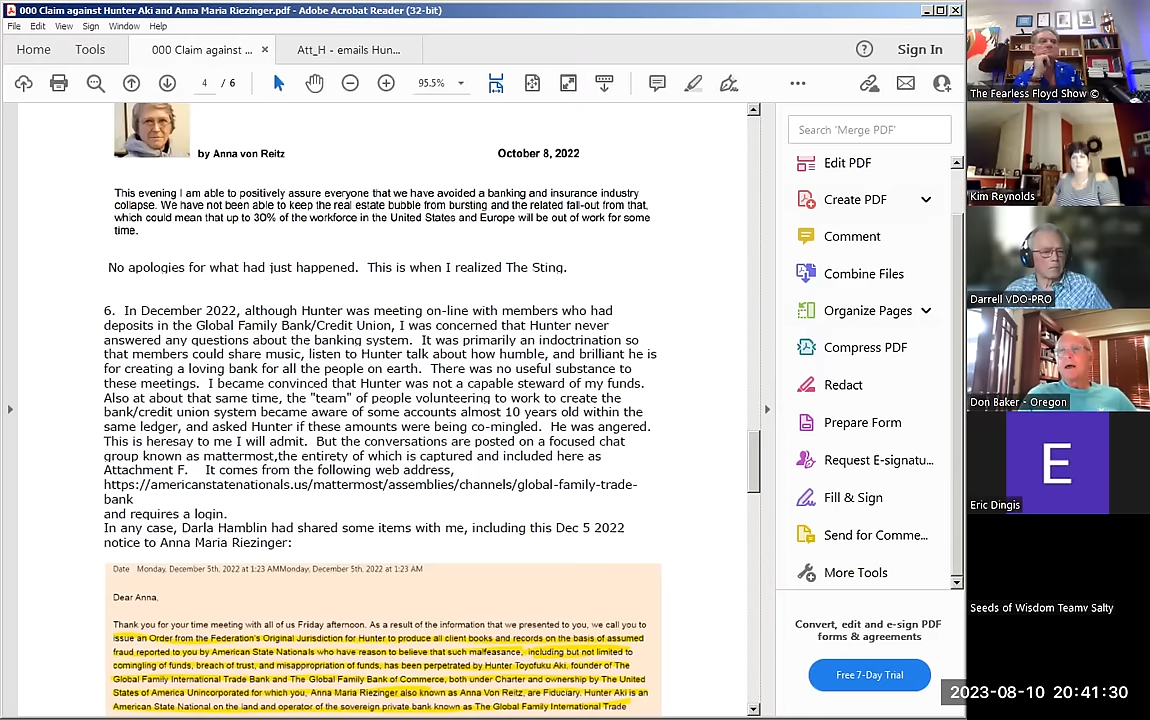 000 Claim against Hunter Aki and Anna Maria Riezinger.pdf - Adobe Acrobat Reader (32-bit)
File Edit View Sign Window Help
Home Tools 000 Claim against ... × Att_H - emails Hun... Sign In
4 / 6 95.5%
by Anna von Reitz October 8, 2022
This evening I am able to positively assure everyone that we have avoided a banking and insurance industry
collapse. We have not been able to keep the real estate bubble from bursting and the related fall-out from that,
which could mean that up to 30% of the workforce in the United States and Europe will be out of work for some
time.
No apologies for what had just happened. This is when I realized The Sting.
6. In December 2022, although Hunter was meeting on-line with members who had
deposits in the Global Family Bank/Credit Union, I was concerned that Hunter never
answered any questions about the banking system. It was primarily an indoctrination so
that members could share music, listen to Hunter talk about how humble, and brilliant he is
for creating a loving bank for all the people on earth. There was no useful substance to
these meetings. I became convinced that Hunter was not a capable steward of my funds.
Also at about that same time, the "team" of people volunteering to work to create the
bank/credit union system became aware of some accounts almost 10 years old within the
same ledger, and asked Hunter if these amounts were being co-mingled. He was angered.
This is heresay to me I will admit. But the conversations are posted on a focused chat
group known as mattermost,the entirety of which is captured and included here as
Attachment F. It comes from the following web address,
https://americanstatenationals.us/mattermost/assemblies/channels/global-family-trade-
bank
and requires a login.
In any case, Darla Hamblin had shared some items with me, including this Dec 5 2022
notice to Anna Maria Riezinger:
Date Monday, December 5th, 2022 at 1:23 AMMonday, December 5th, 2022 at 1:23 AM
Dear Anna,
Thank you for your time meeting with all of us Friday afternoon. As a result of the information that we presented to you, we call you to
issue an Order from the Federation's Original Jurisdiction for Hunter to produce all client books and records on the basis of assumed
fraud reported to you by American State Nationals who have reason to believe that such malfeasance, including but not limited to
comingling of funds, breach of trust, and misappropriation of funds, has been perpetrated by Hunter Toyofuku Aki, founder of The
Global Family International Trade Bank and The Global Family Bank of Commerce, both under Charter and ownership by The United
States of America Unincorporated for which you, Anna Maria Riezinger also known as Anna Von Reitz, are Fiduciary. Hunter Aki is an
American State National on the land and operator of the sovereign private bank known as The Global Family International Trade
Search 'Merge PDF'
Edit PDF
Create PDF
Comment
Combine Files
Organize Pages
Compress PDF
Redact
Prepare Form
Request E-signatu...
Fill & Sign
Send for Comme...
More Tools
Convert, edit and e-sign PDF
forms & agreements
Free 7-Day Trial
The Fearless Floyd Show ©
Kim Reynolds
Darrell VDO-PRO
Don Baker - Oregon
E
Eric Dingis
Seeds of Wisdom Teamv Salty
2023-08-10 20:41:30